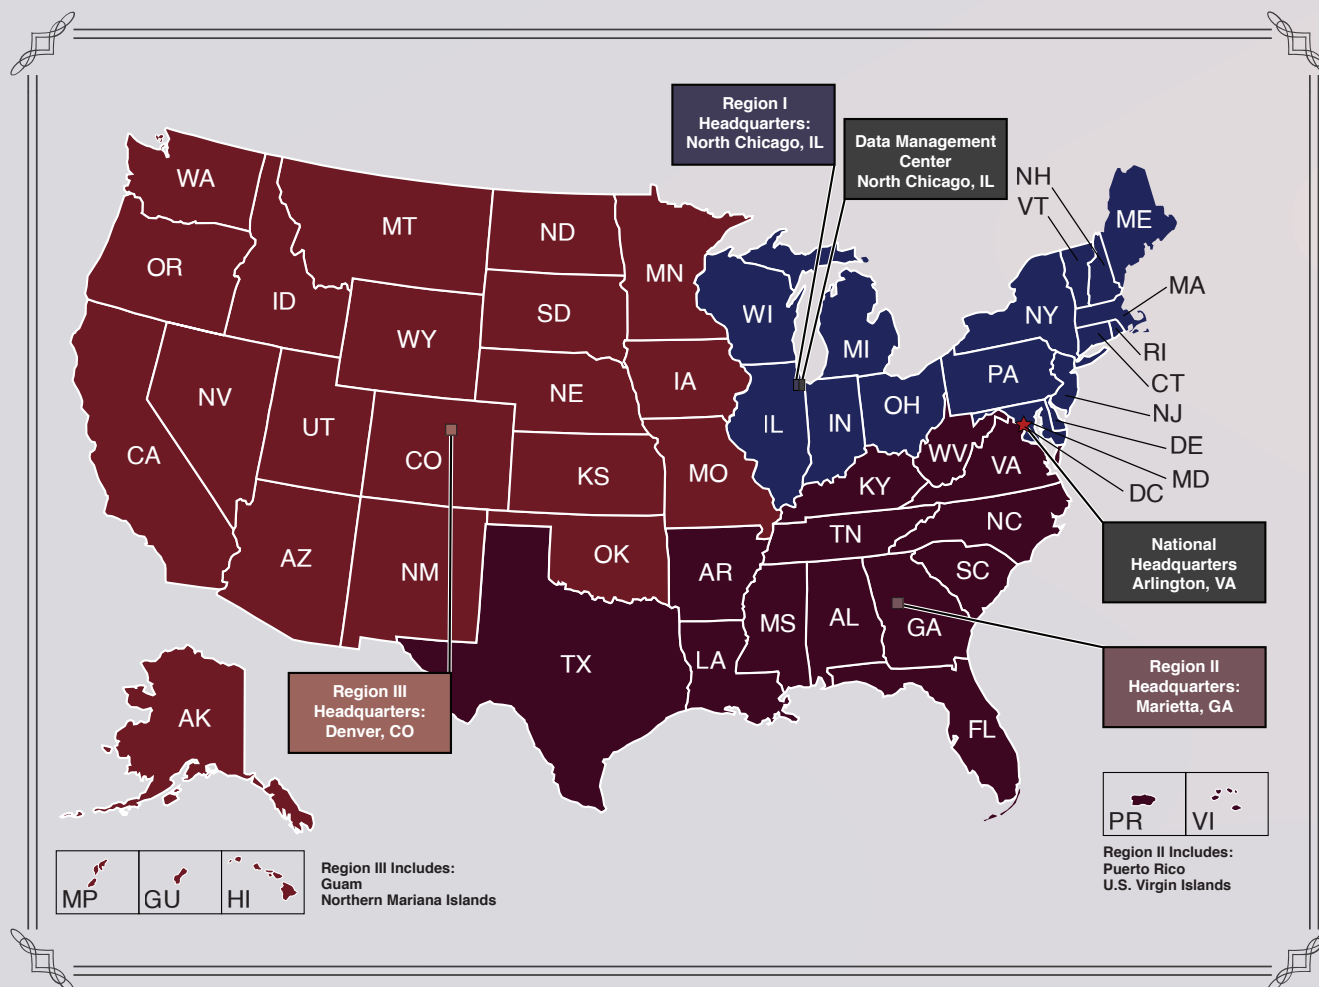 Region I
Headquarters:
North Chicago, IL
Data Management
Center
North Chicago, IL
NH
VT
ME
WA
MT
ND
MN
OR
ID
SD
WI
MI
NY
MA
RI
CT
NJ
DE
MD
DC
WY
NE
IA
PA
NV
UT
CO
KS
MO
IL
IN
OH
WV
VA
KY
CA
AZ
NM
OK
AR
TN
NC
SC
MS
AL
GA
LA
TX
FL
AK
National
Headquarters
Arlington, VA
Region II
Headquarters:
Marietta, GA
Region III
Headquarters:
Denver, CO
PR
VI
Region II Includes:
Puerto Rico
U.S. Virgin Islands
MP
GU
HI
Region III Includes:
Guam
Northern Mariana Islands